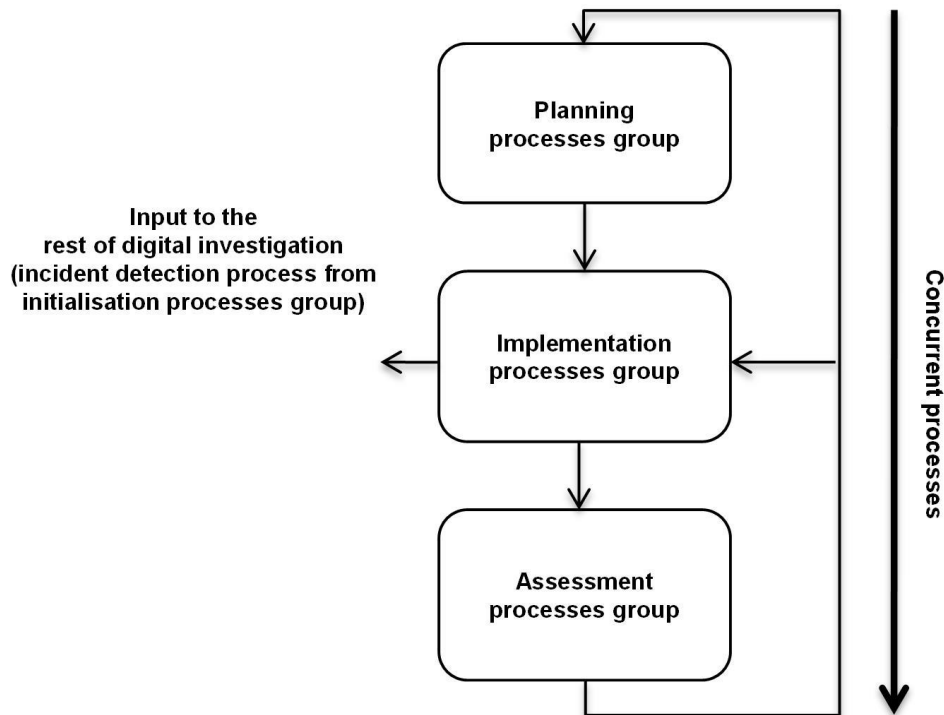 Planning
processes group
Input to the
rest of digital investigation
(incident detection process from
initialisation processes group)
Implementation
processes group
Concurrent processes
Assessment
processes group